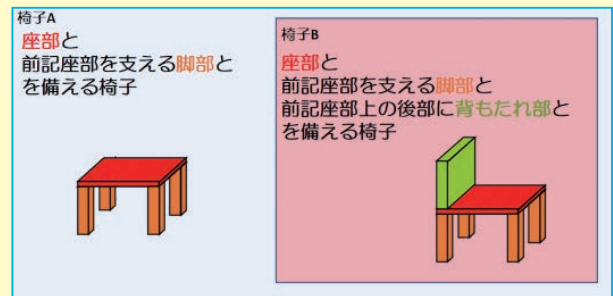 椅子A
座部と
前記座部を支える脚部と
を備える椅子
椅子B
座部と
前記座部を支える脚部と
前記座部上の後部に背もたれ部と
を備える椅子